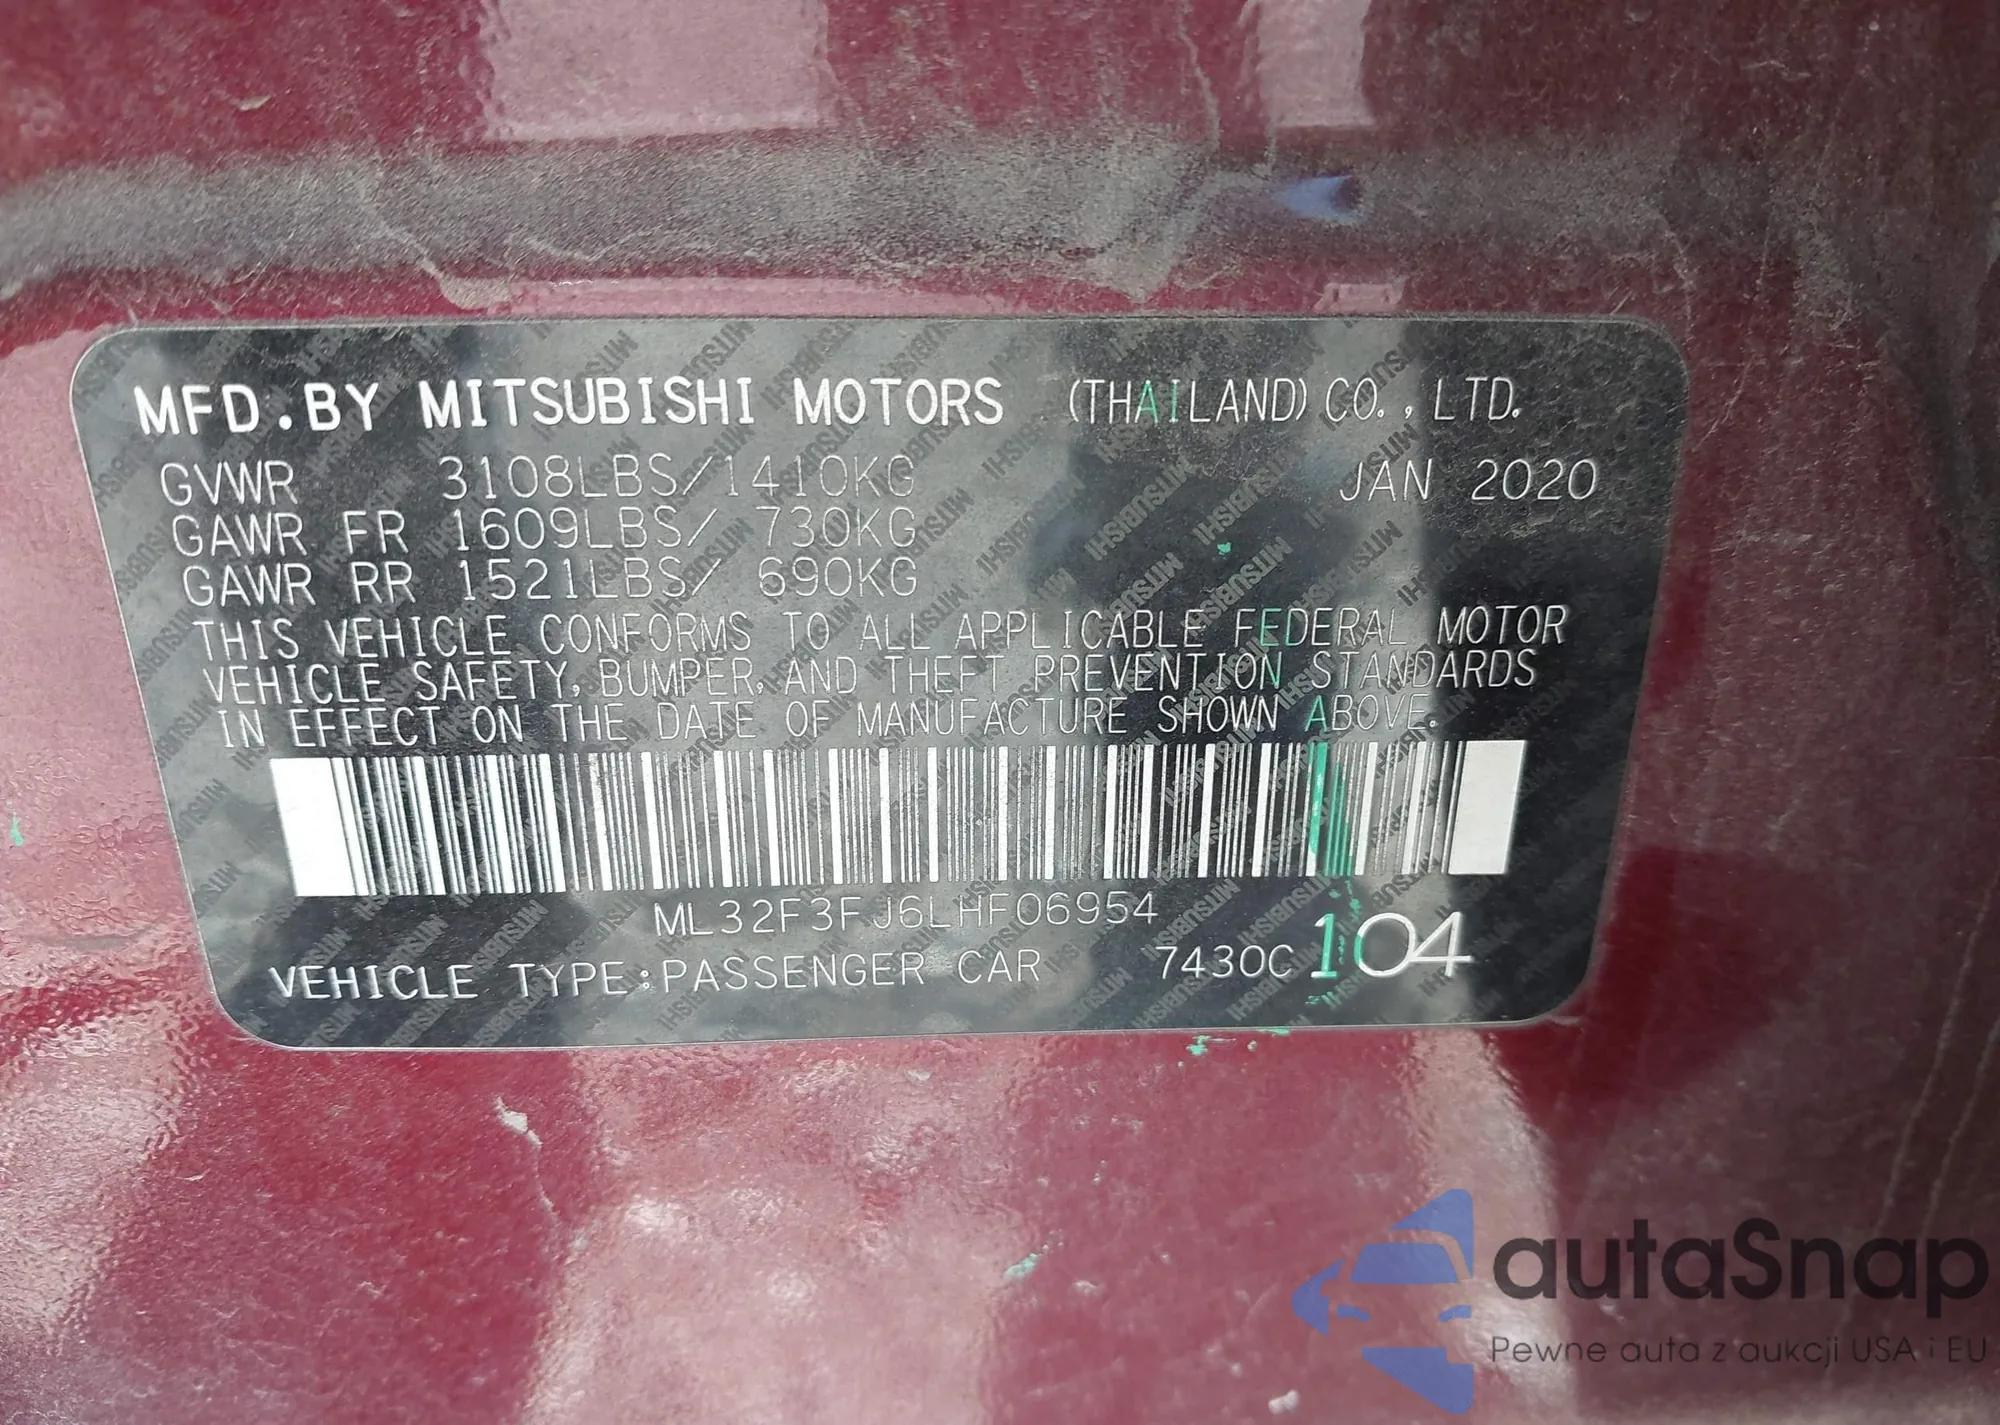 MFD.BY MITSUBISHI MOTORS (THAILAND) CO., LTD.
GVWR 3108LBS/1410KG JAN 2020
GAWR FR 1609LBS/ 730KG
GAWR RR 1521LBS/ 690KG
THIS VEHICLE CONFORMS TO ALL APPLICABLE FEDERAL MOTOR
VEHICLE SAFETY, BUMPER, AND THEFT PREVENTION STANDARDS
IN EFFECT ON THE DATE OF MANUFACTURE SHOWN ABOVE.
ML32F3FJ6LHF06954
VEHICLE TYPE:PASSENGER CAR 7430C104
autaSnap
Pewne auta z aukcji USA i EU